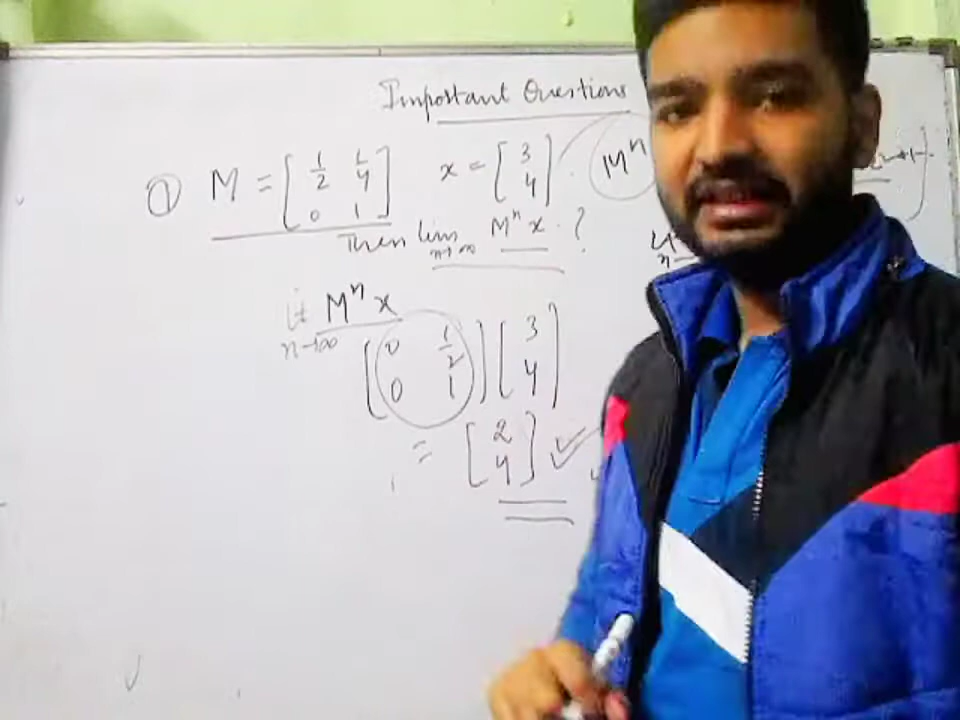 Important Questions
① M = [1/2 1/4; 0 1] x = [3; 4] Mⁿ
Then lim n→∞ Mⁿx . ?
lt n→∞ Mⁿx
[0 1/2; 0 1] [3; 4]
= [2; 4]